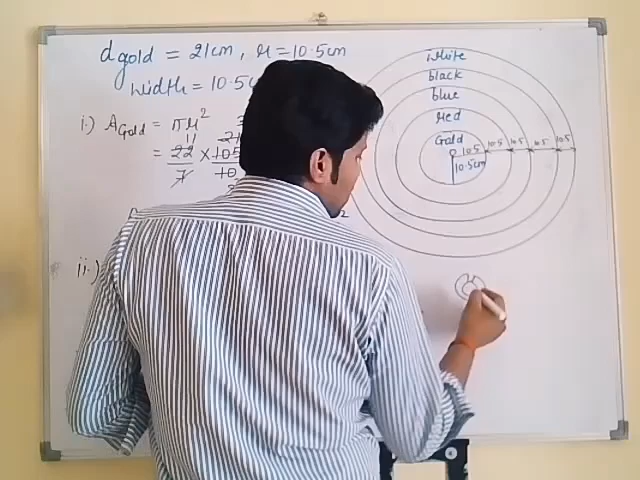 d gold = 21cm, r = 10.5cm
width = 10.5
i.) A Gold = πr²
= 22/7 × 105/10
ii.)
white
black
blue
red
Gold
10.5 10.5 10.5 10.5 10.5
10.5cm